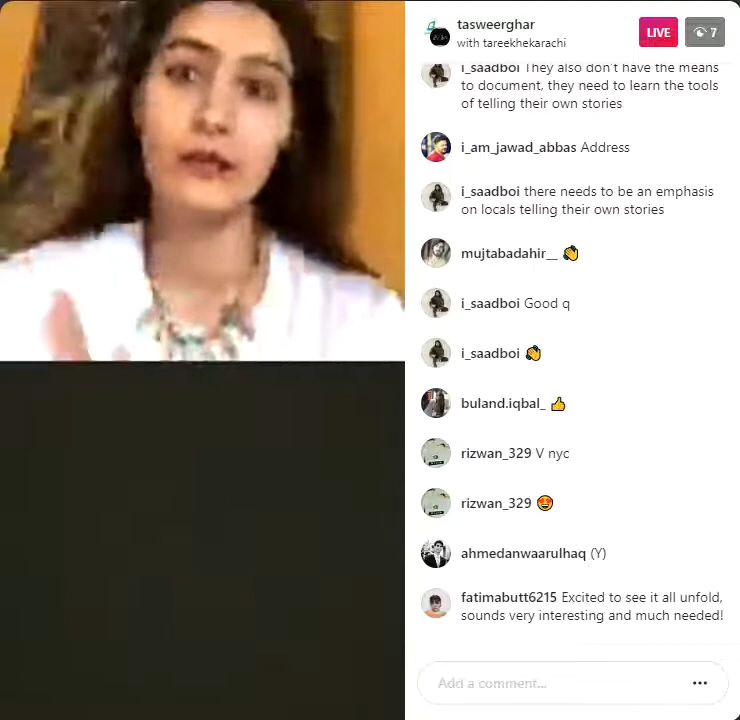 tasweerghar
with tareekhekarachi
LIVE
7
i_saadboi They also don't have the means
to document, they need to learn the tools
of telling their own stories
i_am_jawad_abbas Address
i_saadboi there needs to be an emphasis
on locals telling their own stories
mujtabadahir__ 👏
i_saadboi Good q
i_saadboi 👏
buland.iqbal_ 👍
rizwan_329 V nyc
rizwan_329 😍
ahmedanwaarulhaq (Y)
fatimabutt6215 Excited to see it all unfold,
sounds very interesting and much needed!
Add a comment...